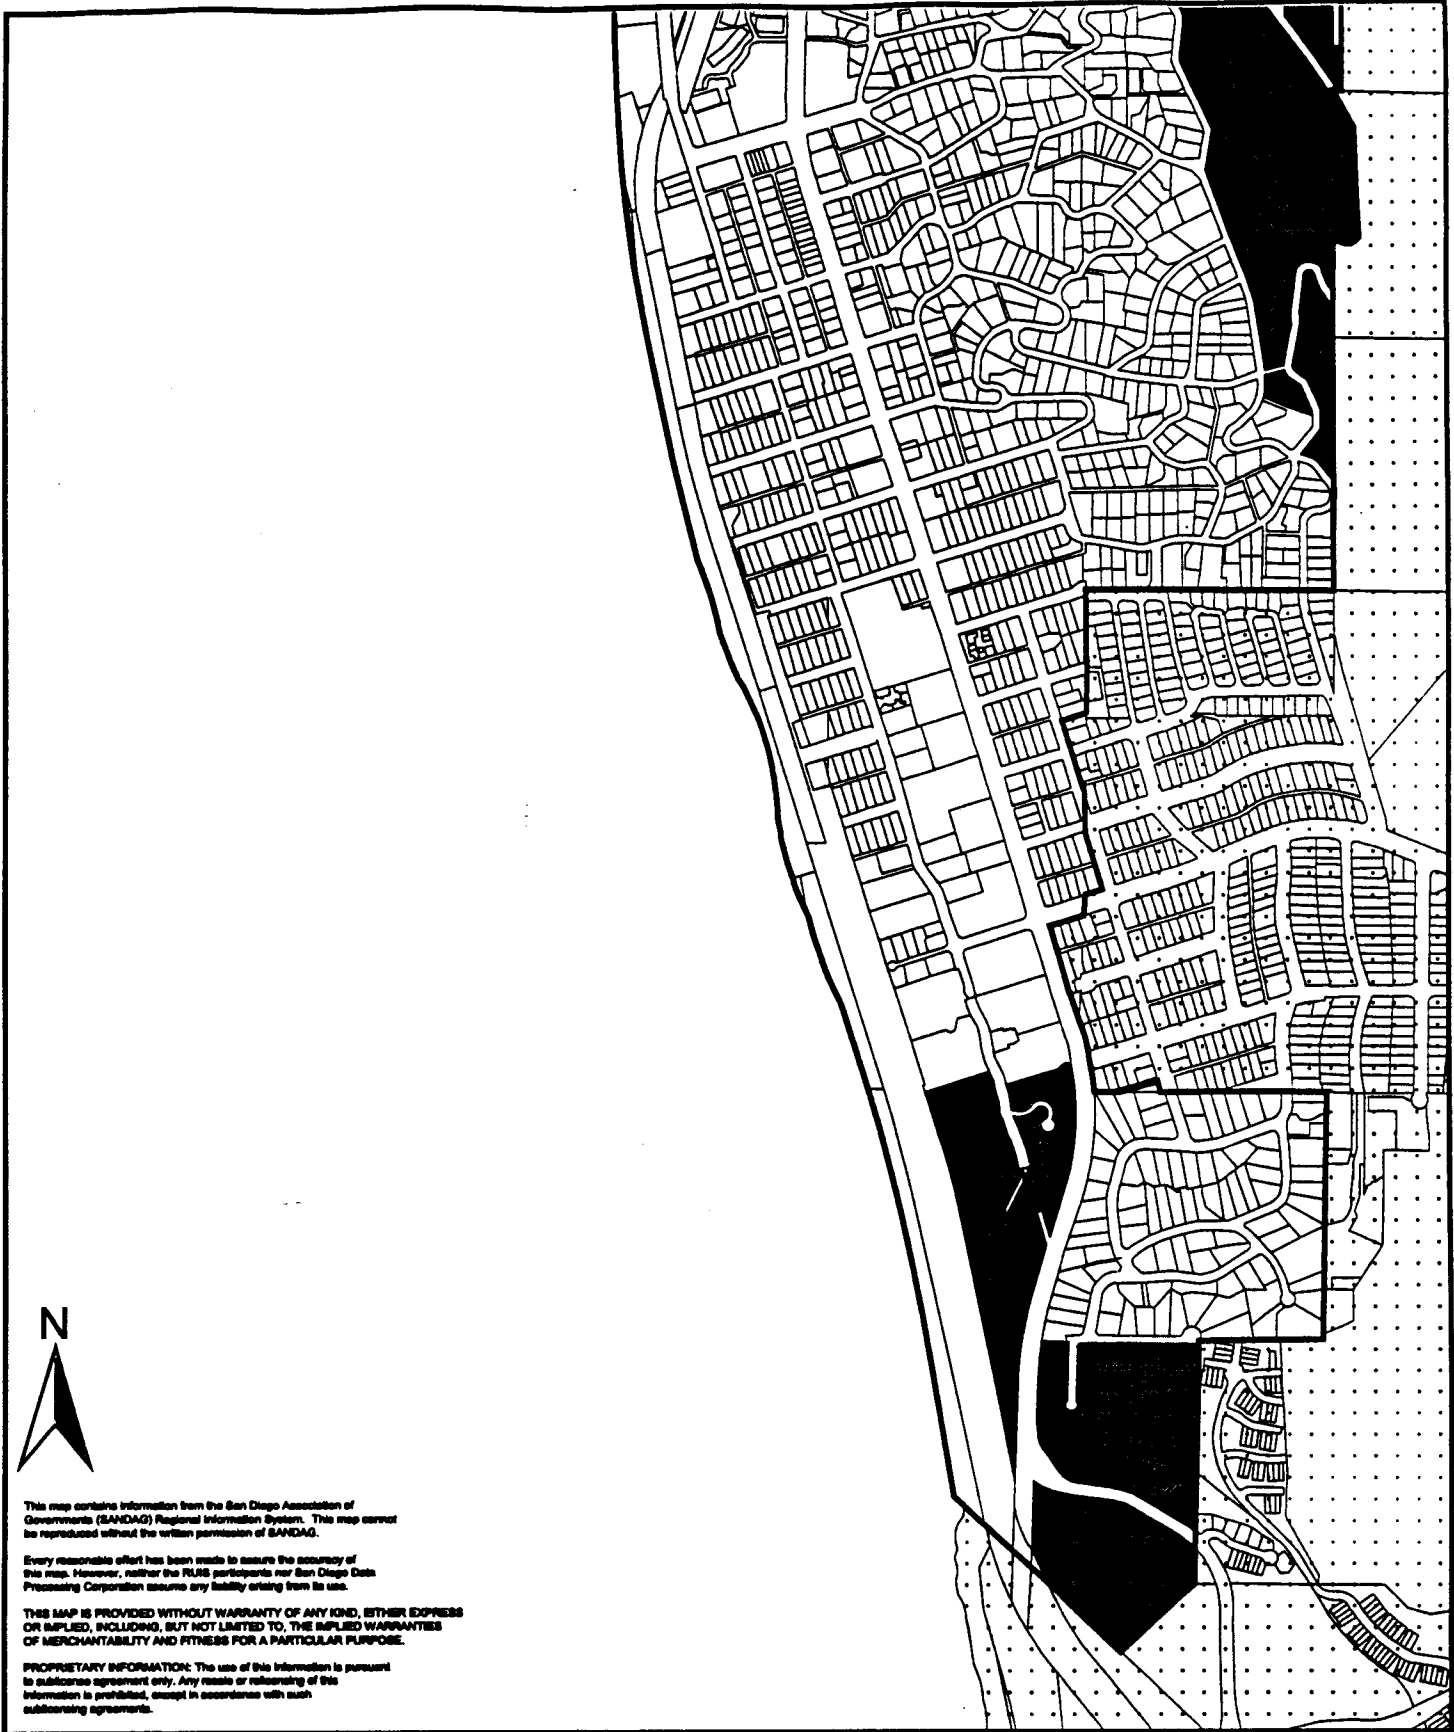 N
This map contains information from the San Diego Association of
Governments (SANDAG) Regional Information System. This map cannot
be reproduced without the written permission of SANDAG.
Every reasonable effort has been made to assure the accuracy of
this map. However, neither the RUIS participants nor San Diego Data
Processing Corporation assume any liability arising from its use.
THIS MAP IS PROVIDED WITHOUT WARRANTY OF ANY KIND, EITHER EXPRESS
OR IMPLIED, INCLUDING, BUT NOT LIMITED TO, THE IMPLIED WARRANTIES
OF MERCHANTABILITY AND FITNESS FOR A PARTICULAR PURPOSE.
PROPRIETARY INFORMATION: The use of this information is pursuant
to sublicense agreement only. Any resale or relicensing of this
information is prohibited, except in accordance with such
sublicensing agreements.